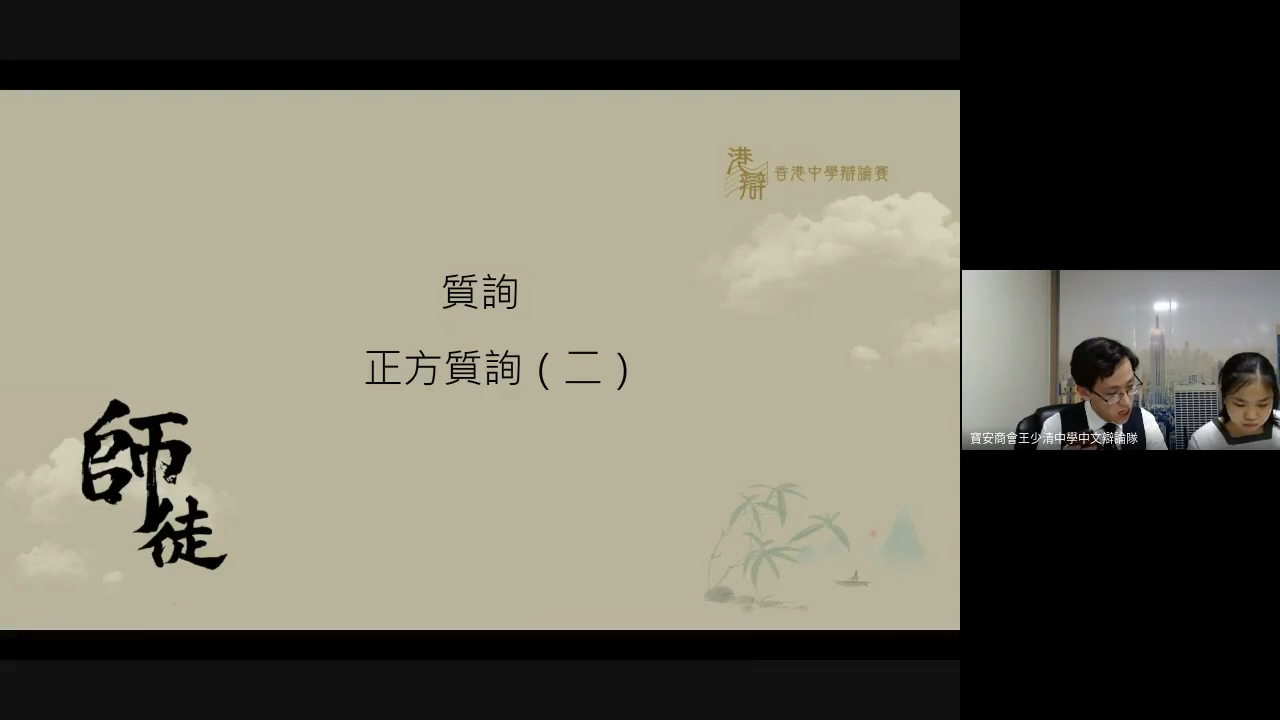 港辯
香港中學辯論賽
質詢
正方質詢（二）
師徒
寶安商會王少清中學中文辯論隊